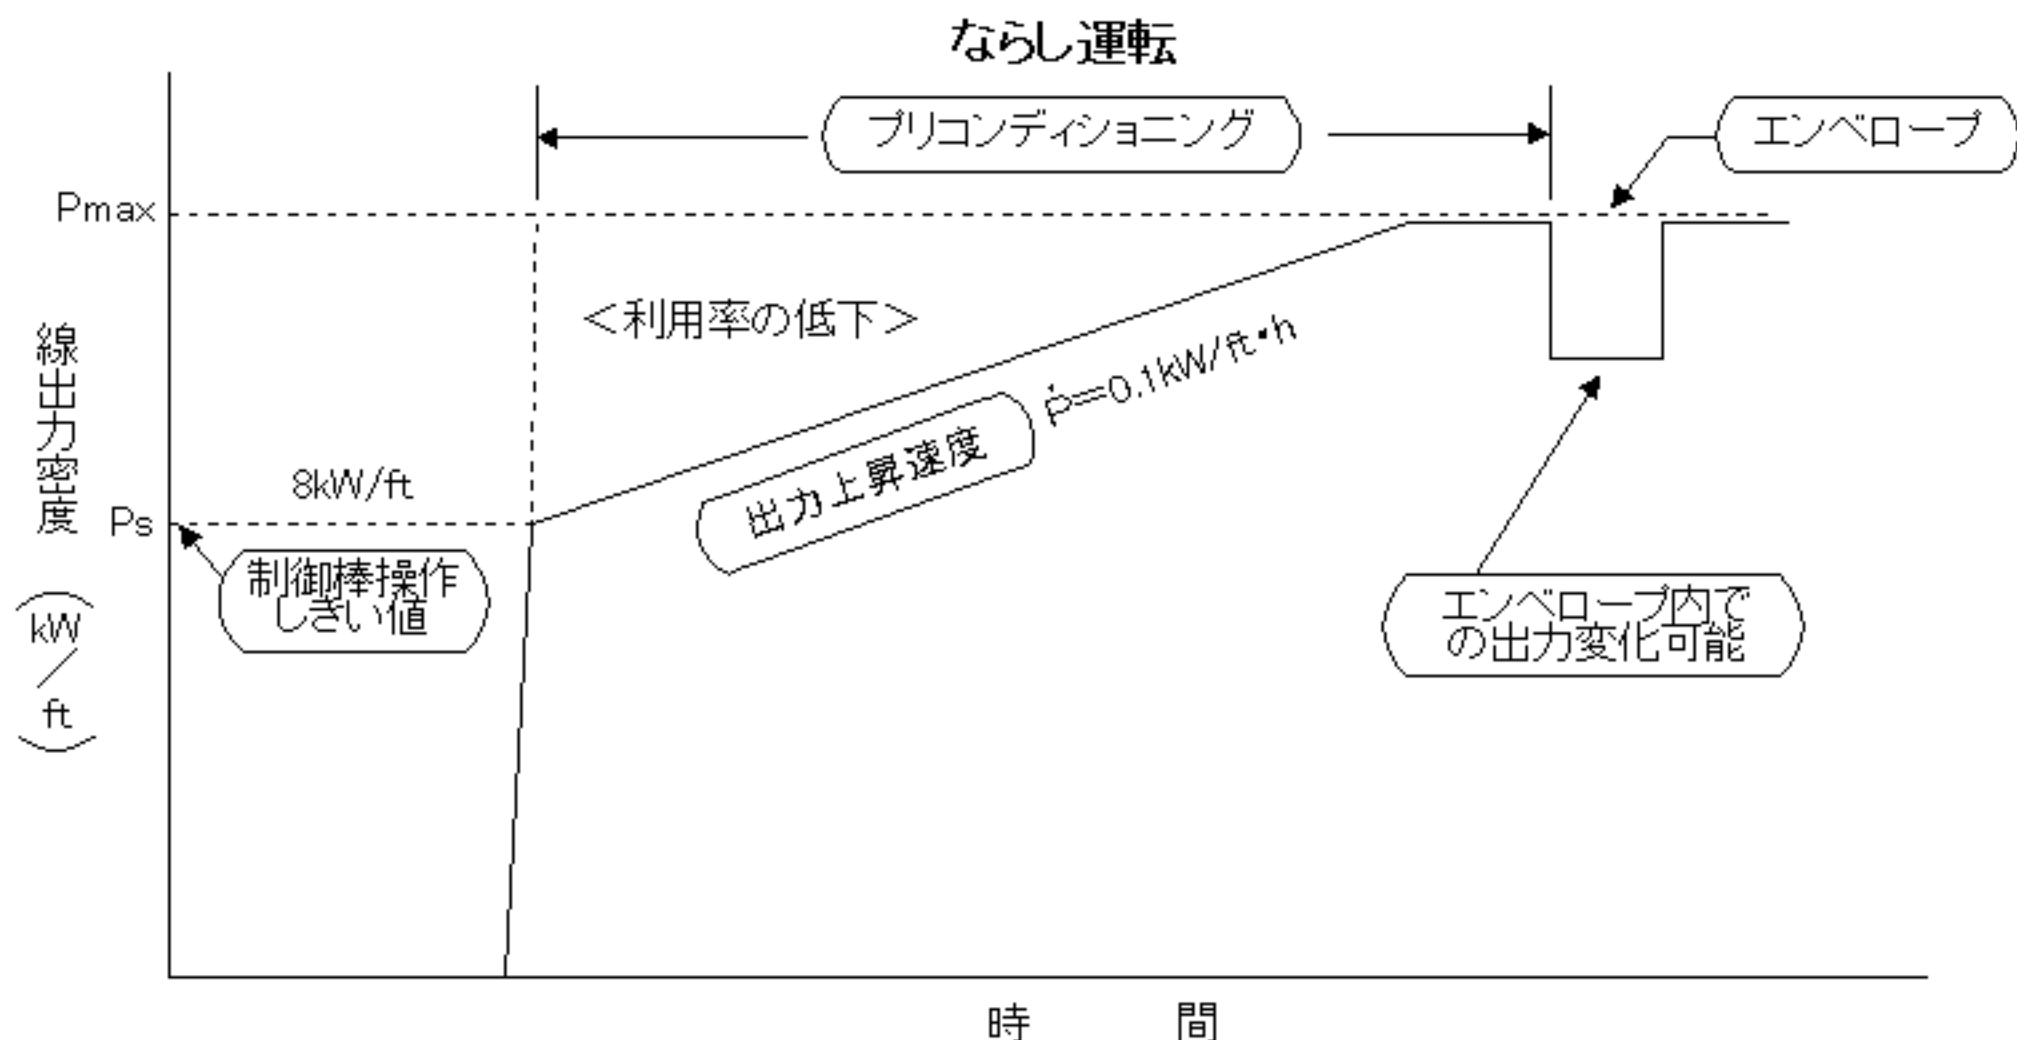 ならし運転
プリコンディショニング
エンベロープ
Pmax
<利用率の低下>
線出力密度(kW/ft)
8kW/ft
Ps
出力上昇速度
ṗ=0.1kW/ft・h
制御棒操作
しきい値
エンベロープ内で
の出力変化可能
時 間